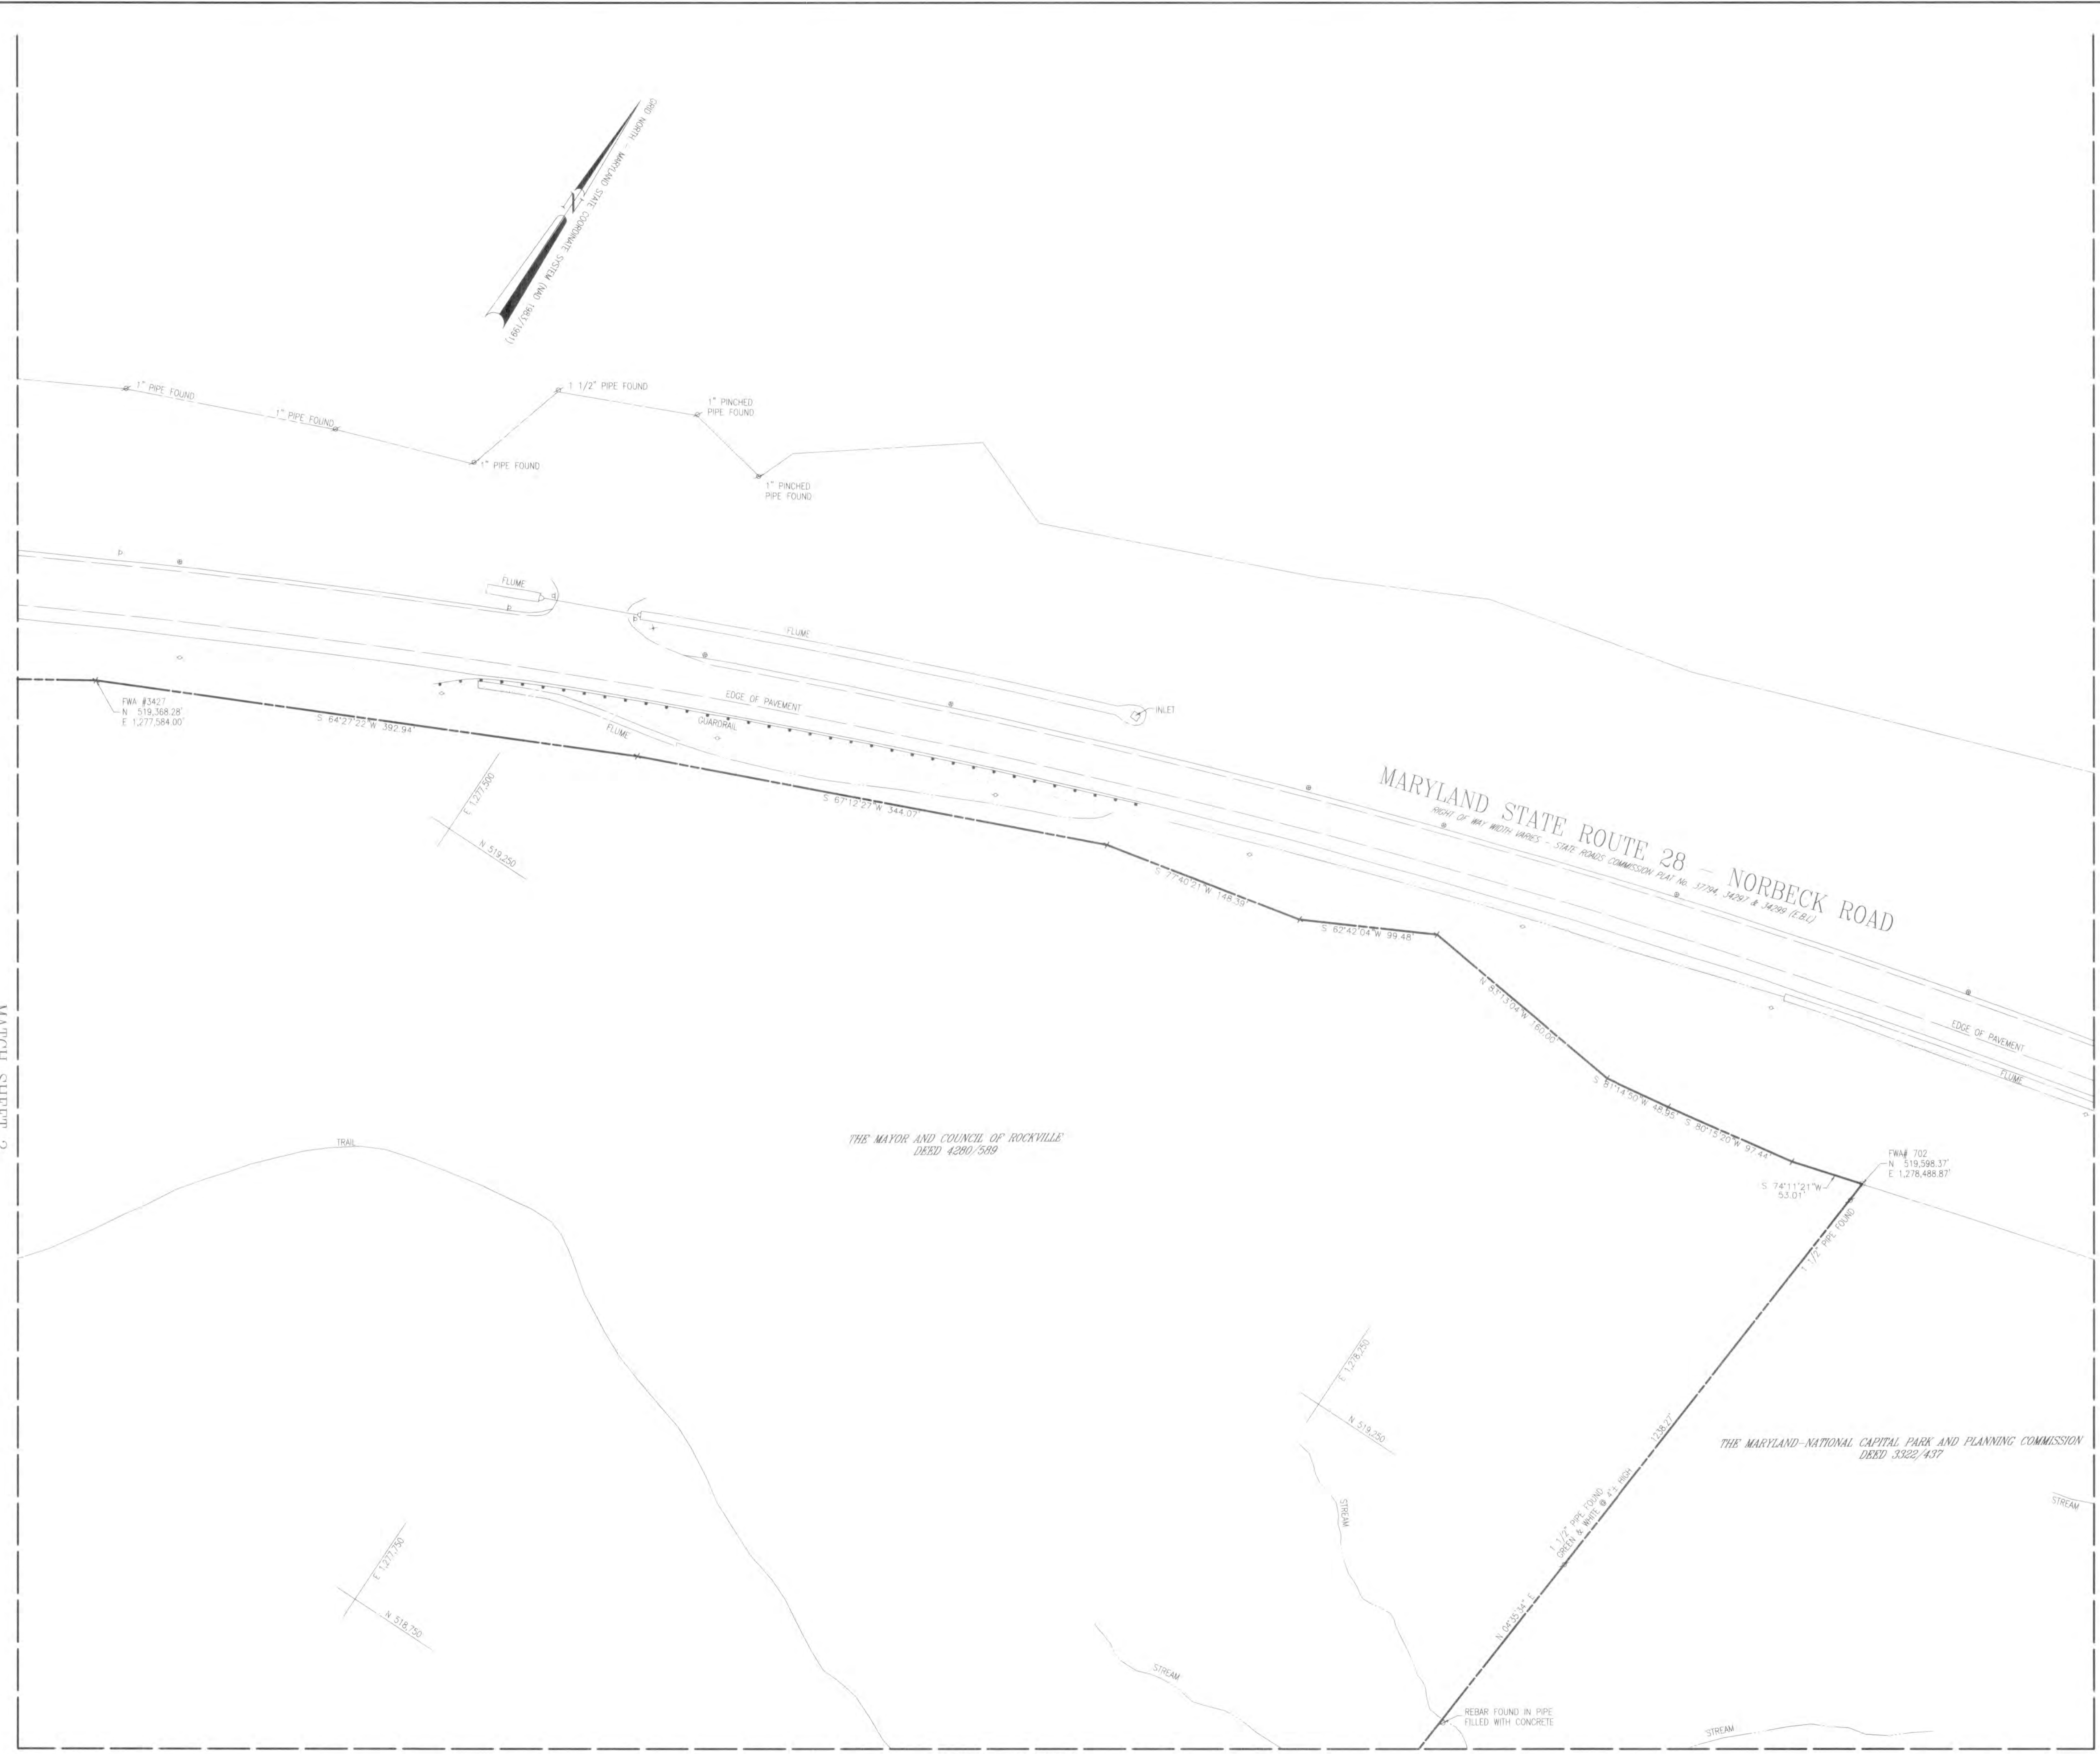 GRID NORTH - MARYLAND STATE COORDINATE SYSTEM (NAD 1983/1991)
1" PIPE FOUND
1" PIPE FOUND
1" PIPE FOUND
1 1/2" PIPE FOUND
1" PINCHED
PIPE FOUND
1" PINCHED
PIPE FOUND
FLUME
FLUME
INLET
EDGE OF PAVEMENT
GUARDRAIL
FLUME
FWA #3427
N 519,368.28'
E 1,277,584.00'
S 64°27'22"W 392.94'
S 67°12'27"W 344.07'
S 77°40'21"W 148.39'
S 62°42'04"W 99.48'
N 83°13'04"W 160.00'
S 81°14'50"W 48.95'
S 80°15'20"W 97.44'
S 74°11'21"W
53.01'
FWA# 702
N 519,598.37'
E 1,278,488.87'
MARYLAND STATE ROUTE 28 - NORBECK ROAD
RIGHT OF WAY WIDTH VARIES - STATE ROADS COMMISSION PLAT No. 37794, 34297 & 34299 (E.B.L)
EDGE OF PAVEMENT
FLUME
E 1,277,500
N 519,250
MATCH SHEET
TRAIL
THE MAYOR AND COUNCIL OF ROCKVILLE
DEED 4280/589
1 1/2" PIPE FOUND
E 1,278,250
N 519,250
1238.27'
THE MARYLAND-NATIONAL CAPITAL PARK AND PLANNING COMMISSION
DEED 3322/437
STREAM
STREAM
1 1/2" PIPE FOUND
GREEN & WHITE @ 4'± HIGH
N 04°35'34" E
E 1,277,750
N 518,750
STREAM
REBAR FOUND IN PIPE
FILLED WITH CONCRETE
STREAM